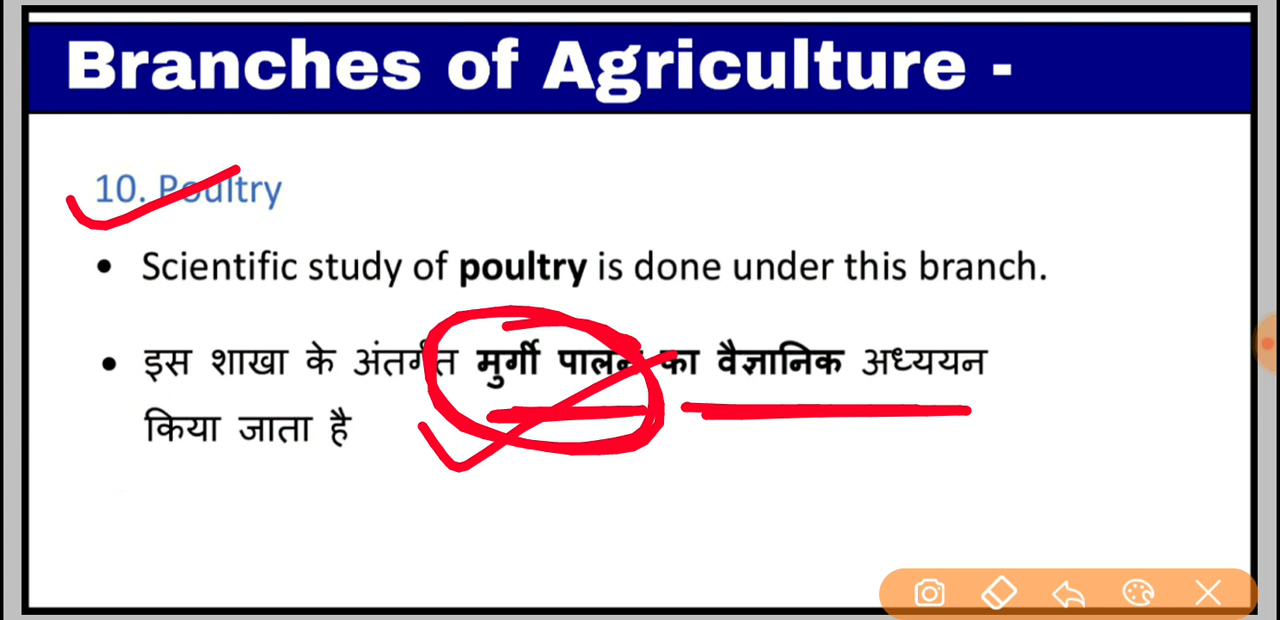 Branches of Agriculture -
10. Poultry
• Scientific study of poultry is done under this branch.
• इस शाखा के अंतर्गत मुर्गी पालन का वैज्ञानिक अध्ययन
किया जाता है